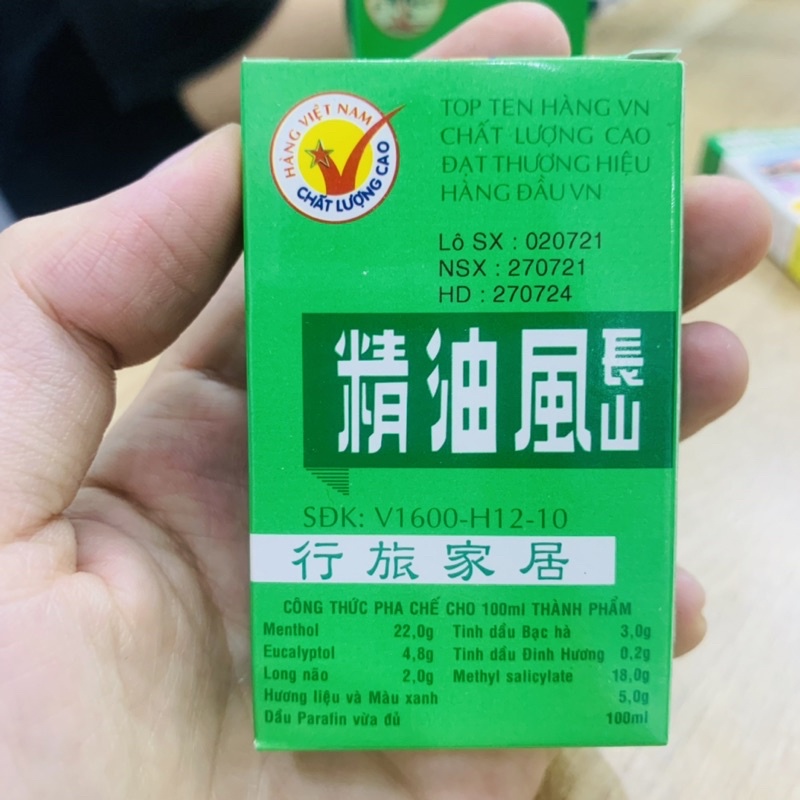 HÀNG VIỆT NAM
CHẤT LƯỢNG CAO
TOP TEN HÀNG VN
CHẤT LƯỢNG CAO
ĐẠT THƯƠNG HIỆU
HÀNG ĐẦU VN
Lô SX : 020721
NSX : 270721
HD : 270724
精油風長山
SĐK: V1600-H12-10
行旅家居
CÔNG THỨC PHA CHẾ CHO 100ml THÀNH PHẨM
Menthol 22,0g Tinh dầu Bạc hà 3,0g
Eucalyptol 4,8g Tinh dầu Đinh Hương 0,2g
Long não 2,0g Methyl salicylate 18,0g
Hương liệu và Màu xanh 5,0g
Dầu Parafin vừa đủ 100ml